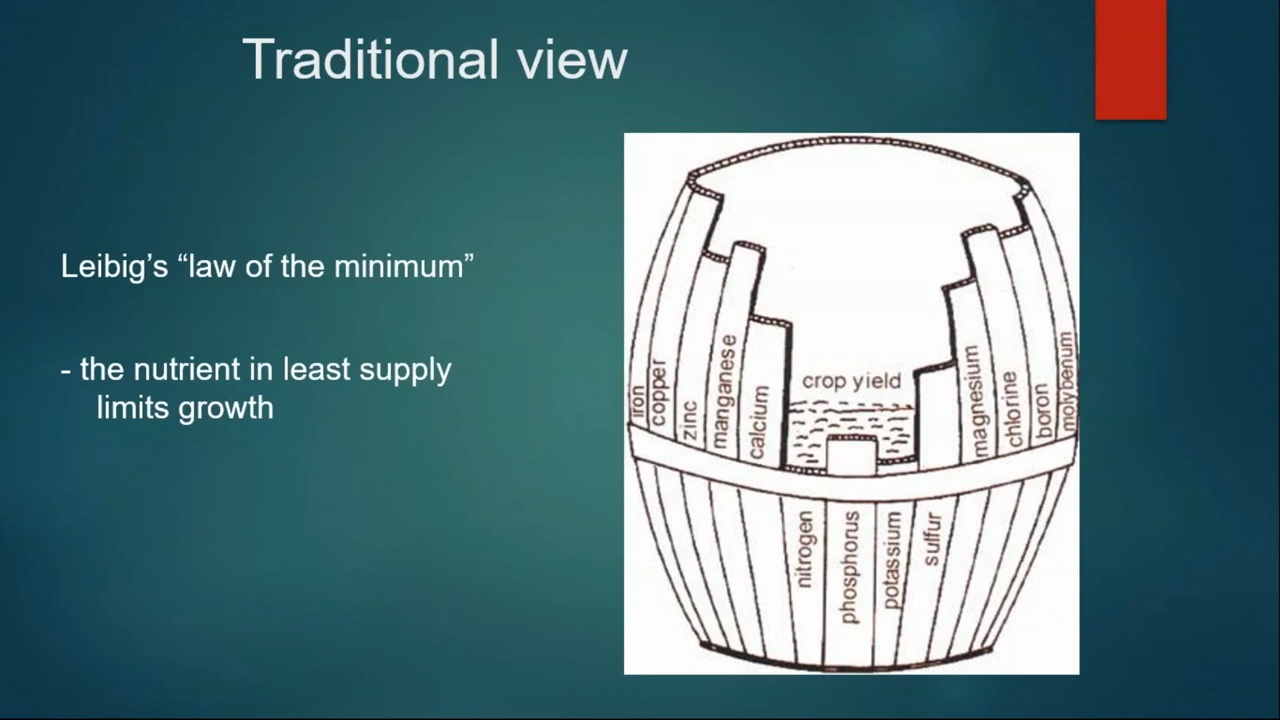 Traditional view
Leibig’s “law of the minimum”
- the nutrient in least supply
limits growth
crop yield
iron
copper
zinc
manganese
calcium
nitrogen
phosphorus
potassium
sulfur
magnesium
chlorine
boron
molybenum